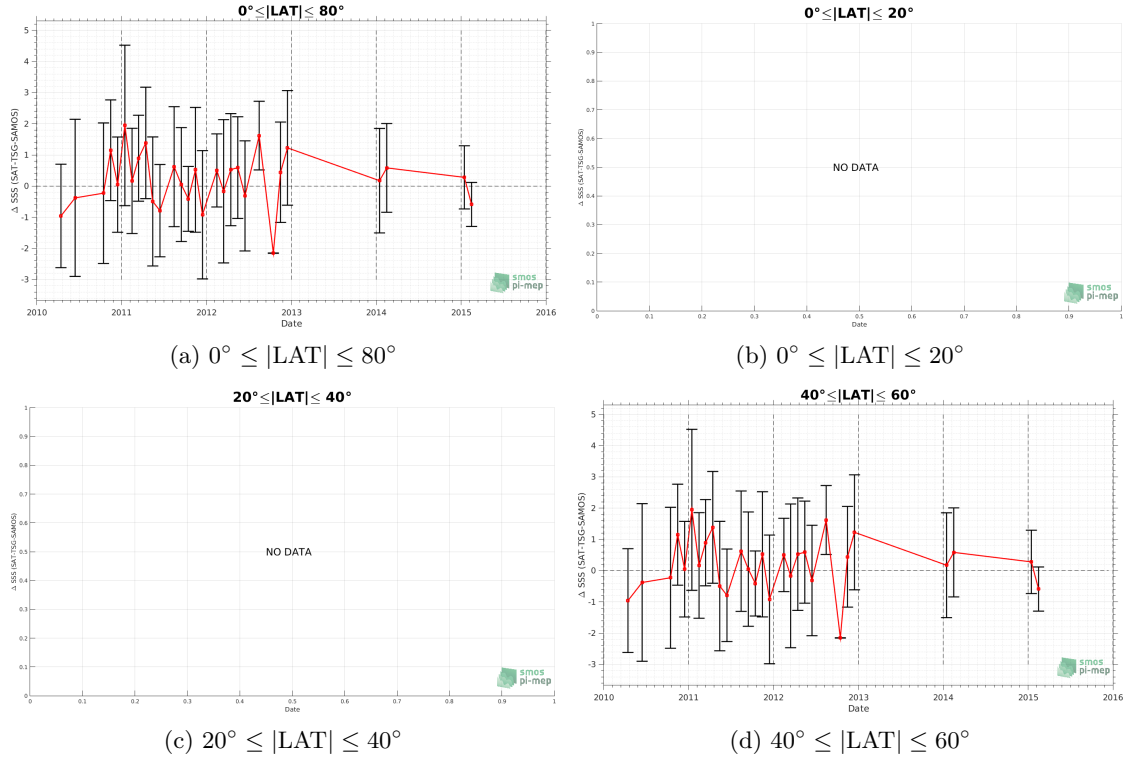 0°≤|LAT|≤ 80°
Δ SSS (SAT-TSG-SAMOS)
5
4
3
2
1
0
-1
-2
-3
2010 2011 2012 2013 2014 2015 2016
Date
smos
pi-mep
(a) 0° ≤ |LAT| ≤ 80°
0°≤|LAT|≤ 20°
Δ SSS (SAT-TSG-SAMOS)
1
0.9
0.8
0.7
0.6
0.5
0.4
0.3
0.2
0.1
0
NO DATA
0 0.1 0.2 0.3 0.4 0.5 0.6 0.7 0.8 0.9 1
Date
smos
pi-mep
(b) 0° ≤ |LAT| ≤ 20°
20°≤|LAT|≤ 40°
Δ SSS (SAT-TSG-SAMOS)
1
0.9
0.8
0.7
0.6
0.5
0.4
0.3
0.2
0.1
0
NO DATA
0 0.1 0.2 0.3 0.4 0.5 0.6 0.7 0.8 0.9 1
Date
smos
pi-mep
(c) 20° ≤ |LAT| ≤ 40°
40°≤|LAT|≤ 60°
Δ SSS (SAT-TSG-SAMOS)
5
4
3
2
1
0
-1
-2
-3
2010 2011 2012 2013 2014 2015 2016
Date
smos
pi-mep
(d) 40° ≤ |LAT| ≤ 60°